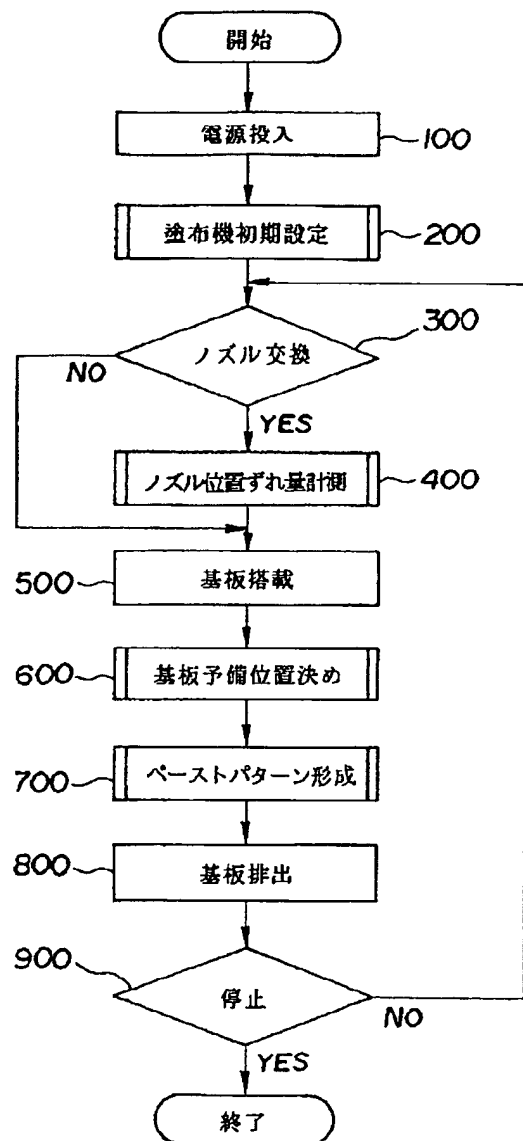 開始
電源投入 100
塗布機初期設定 200
ノズル交換 300
NO
YES
ノズル位置ずれ量計測 400
500 基板搭載
600 基板予備位置決め
700 ペーストパターン形成
800 基板排出
900 停止
NO
YES
終了